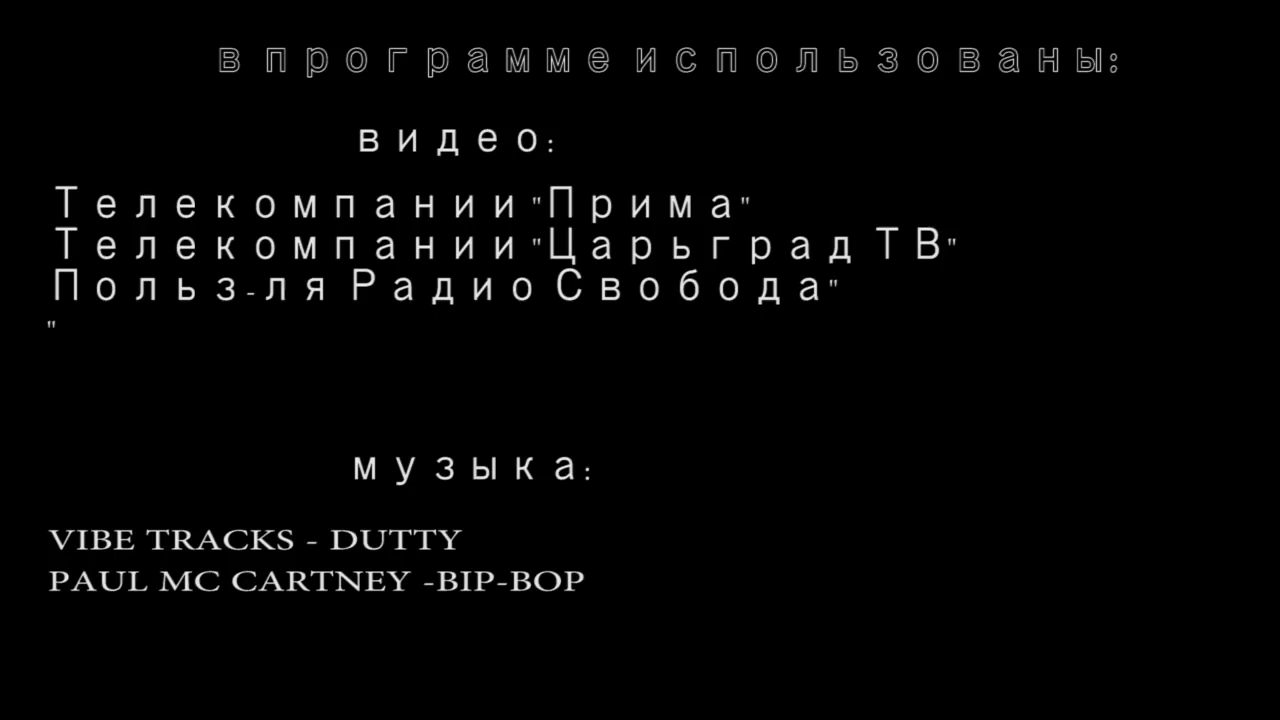 в программе использованы:
видео:
Телекомпании "Прима"
Телекомпании "Царьград ТВ"
Польз-ля Радио Свобода"
"
музыка:
VIBE TRACKS - DUTTY
PAUL MC CARTNEY -BIP-BOP